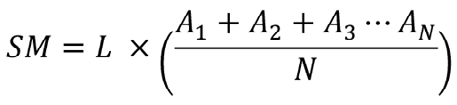 SM = L × (A₁ + A₂ + A₃ ⋯ A_N / N)